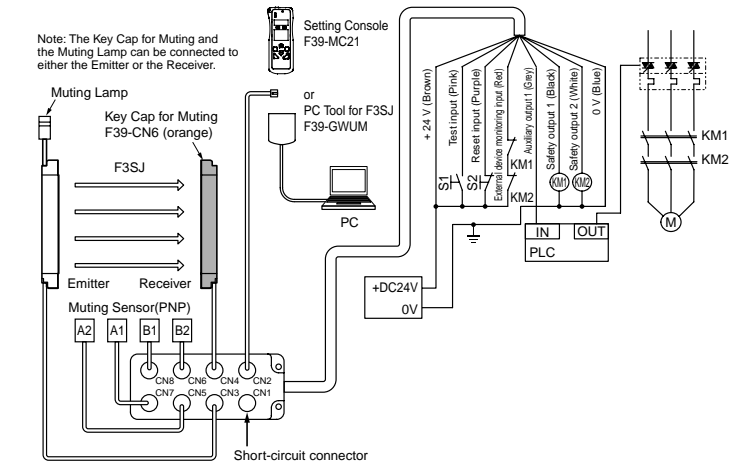 Note: The Key Cap for Muting and
the Muting Lamp can be connected to
either the Emitter or the Receiver.
Setting Console
F39-MC21
or
PC Tool for F3SJ
F39-GWUM
PC
Muting Lamp
Key Cap for Muting
F39-CN6 (orange)
F3SJ
Emitter
Receiver
Muting Sensor(PNP)
A2
A1
B1
B2
CN8
CN6
CN4
CN2
CN7
CN5
CN3
CN1
Short-circuit connector
+ 24 V (Brown)
Test input (Pink)
Reset input (Purple)
External device monitoring input (Red)
Auxiliary output 1 (Grey)
Safety output 1 (Black)
Safety output 2 (White)
0 V (Blue)
S1
S2
KM1
KM2
KM1
KM2
IN
OUT
PLC
+DC24V
0V
KM1
KM2
M